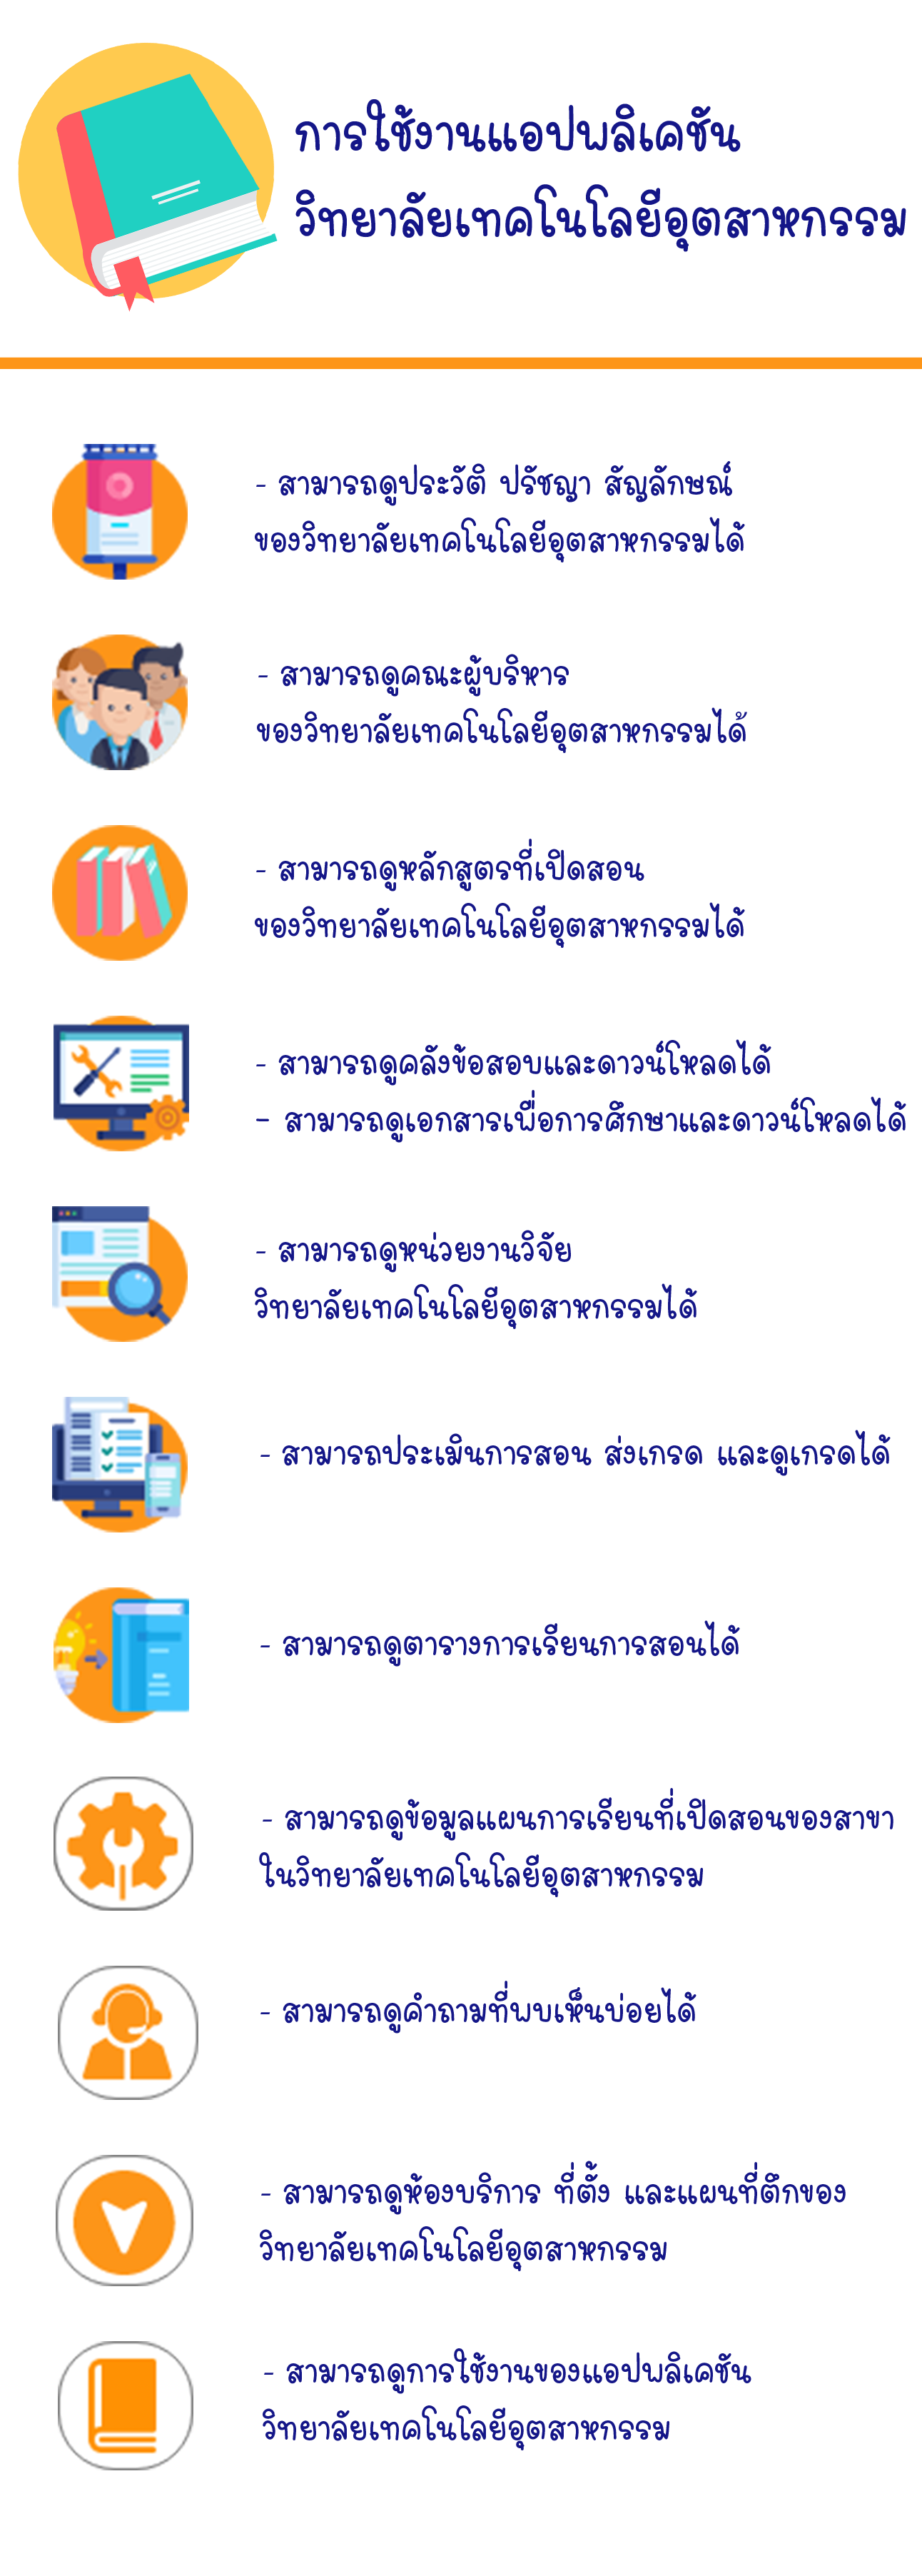 การใช้งานแอปพลิเคชัน
วิทยาลัยเทคโนโลยีอุตสาหกรรม
- สามารถดูประวัติ ปรัชญา สัญลักษณ์
ของวิทยาลัยเทคโนโลยีอุตสาหกรรมได้
- สามารถดูคณะผู้บริหาร
ของวิทยาลัยเทคโนโลยีอุตสาหกรรมได้
- สามารถดูหลักสูตรที่เปิดสอน
ของวิทยาลัยเทคโนโลยีอุตสาหกรรมได้
- สามารถดูคลังข้อสอบและดาวน์โหลดได้
- สามารถดูเอกสารเพื่อการศึกษาและดาวน์โหลดได้
- สามารถดูหน่วยงานวิจัย
วิทยาลัยเทคโนโลยีอุตสาหกรรมได้
- สามารถประเมินการสอน ส่งเกรด และดูเกรดได้
- สามารถดูตารางการเรียนการสอนได้
- สามารถดูข้อมูลแผนการเรียนที่เปิดสอนของสาขา
ในวิทยาลัยเทคโนโลยีอุตสาหกรรม
- สามารถดูคำถามที่พบเห็นบ่อยได้
- สามารถดูห้องบริการ ที่ตั้ง และแผนที่ตึกของ
วิทยาลัยเทคโนโลยีอุตสาหกรรม
- สามารถดูการใช้งานของแอปพลิเคชัน
วิทยาลัยเทคโนโลยีอุตสาหกรรม